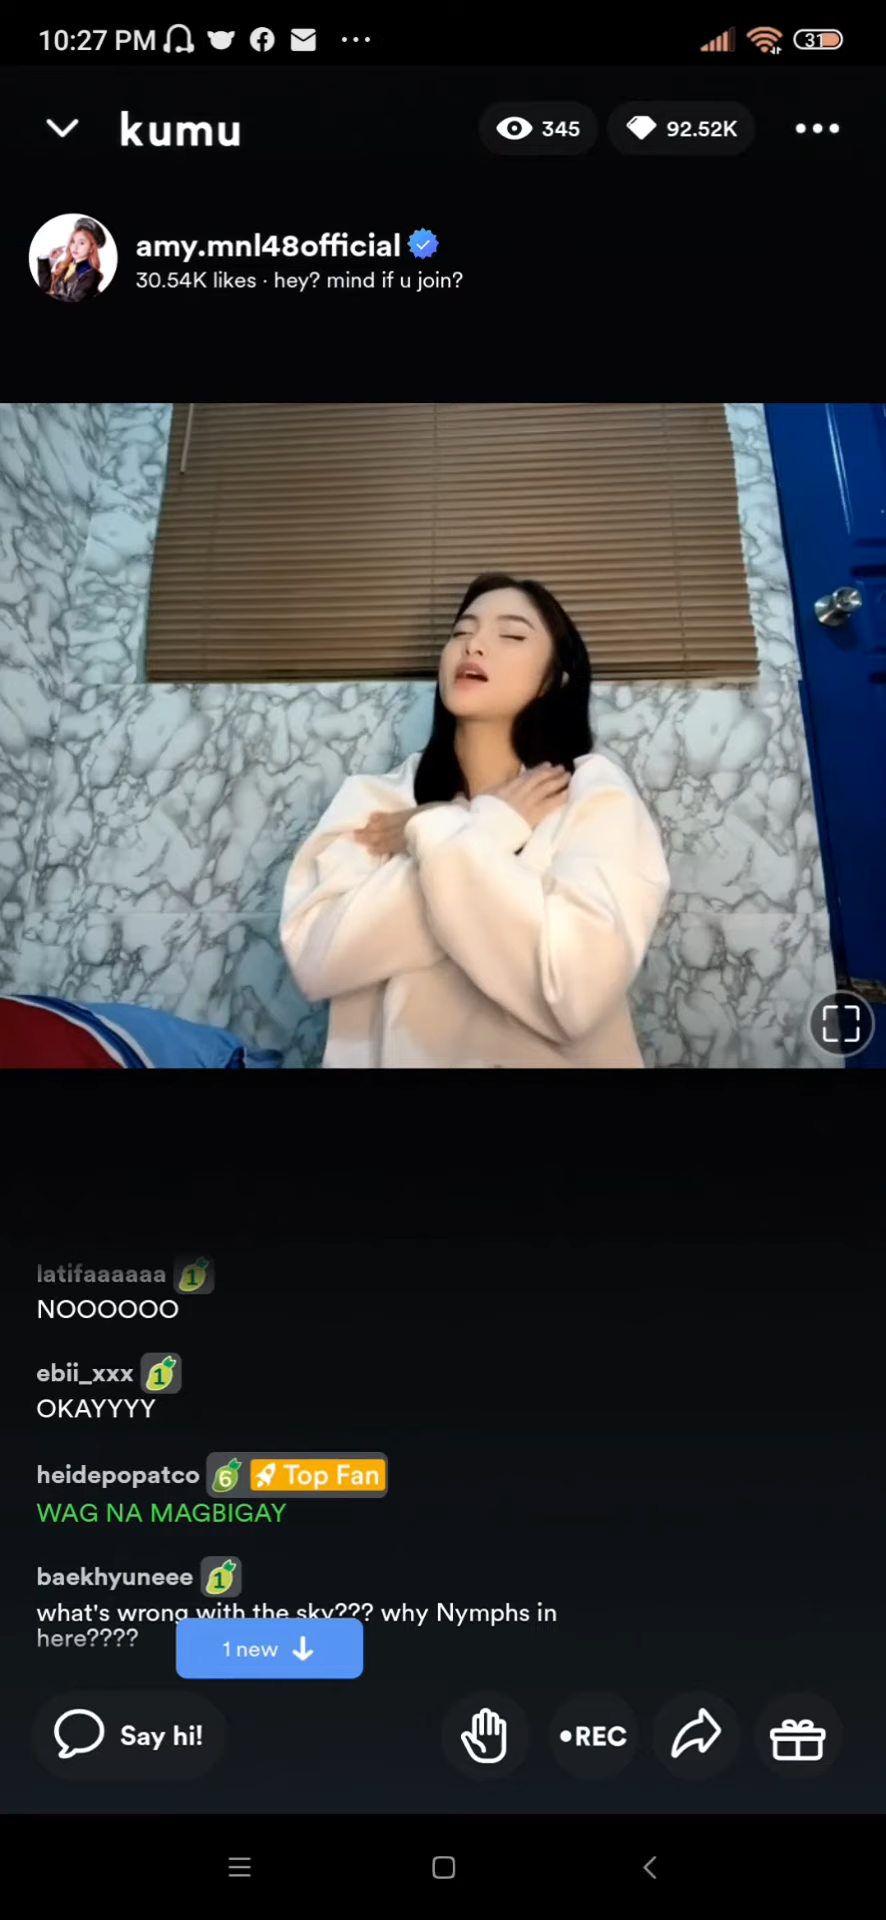 10:27 PM
31
kumu
345
92.52K
amy.mnl48official
30.54K likes · hey? mind if u join?
latifaaaaaa 1
NOOOOOO
ebii_xxx 1
OKAYYYY
heidepopatco 6 Top Fan
WAG NA MAGBIGAY
baekhyuneee 1
what's wrong with the sky??? why Nymphs in
here????
1 new
Say hi!
•REC